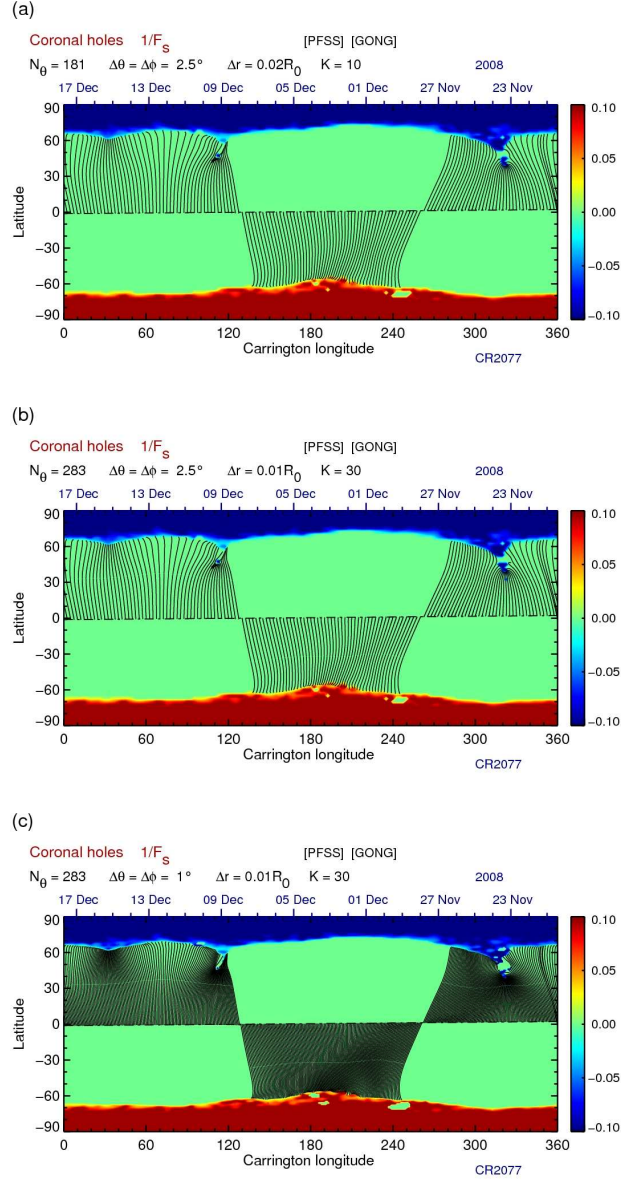 (a)
Coronal holes 1/F_s [PFSS] [GONG]
N_θ = 181 Δθ = Δϕ = 2.5° Δr = 0.02R_0 K = 10 2008
17 Dec 13 Dec 09 Dec 05 Dec 01 Dec 27 Nov 23 Nov
90
60
30
0
−30
−60
−90
Latitude
0 60 120 180 240 300 360
Carrington longitude
CR2077
0.10
0.05
0.00
−0.05
−0.10
(b)
Coronal holes 1/F_s [PFSS] [GONG]
N_θ = 283 Δθ = Δϕ = 2.5° Δr = 0.01R_0 K = 30 2008
17 Dec 13 Dec 09 Dec 05 Dec 01 Dec 27 Nov 23 Nov
90
60
30
0
−30
−60
−90
Latitude
0 60 120 180 240 300 360
Carrington longitude
CR2077
0.10
0.05
0.00
−0.05
−0.10
(c)
Coronal holes 1/F_s [PFSS] [GONG]
N_θ = 283 Δθ = Δϕ = 1° Δr = 0.01R_0 K = 30 2008
17 Dec 13 Dec 09 Dec 05 Dec 01 Dec 27 Nov 23 Nov
90
60
30
0
−30
−60
−90
Latitude
0 60 120 180 240 300 360
Carrington longitude
CR2077
0.10
0.05
0.00
−0.05
−0.10